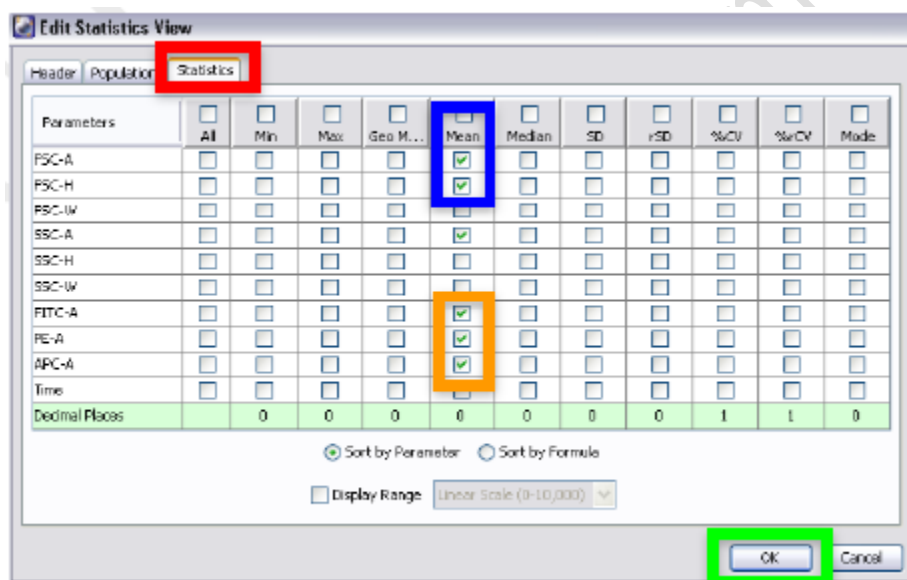 Edit Statistics View
Header Population Statistics
Parameters All Min Max Geo M... Mean Median SD rSD %CV %rCV Mode
FSC-A
FSC-H
FSC-W
SSC-A
SSC-H
SSC-W
FITC-A
PE-A
APC-A
Time
Decimal Places 0 0 0 0 0 0 0 1 1 0
Sort by Parameter Sort by Formula
Display Range Linear Scale (0-10,000)
OK Cancel